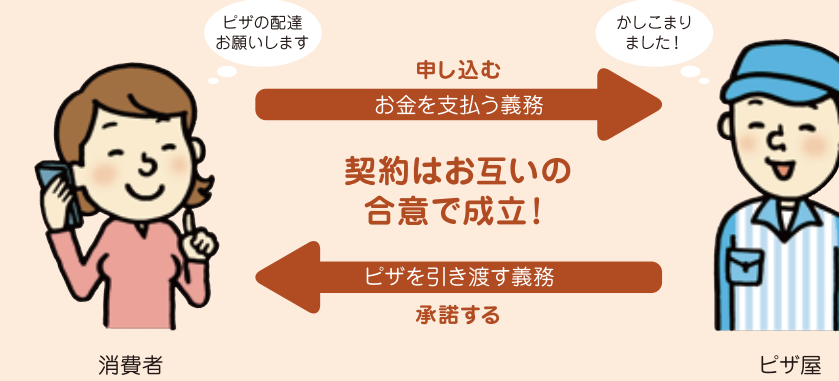 ピザの配達
お願いします
かしこまり
ました！
申し込む
お金を支払う義務
契約はお互いの
合意で成立！
ピザを引き渡す義務
承諾する
消費者
ピザ屋